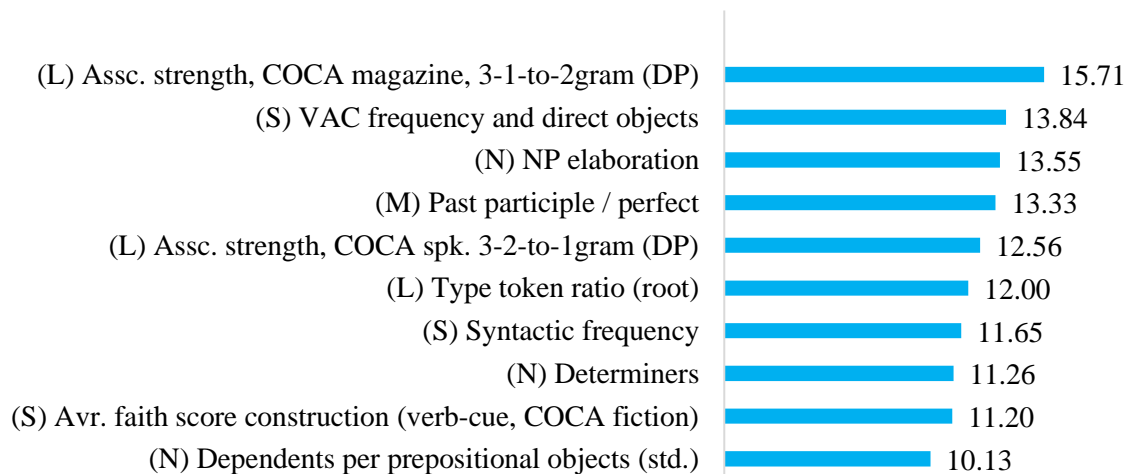 (L) Assc. strength, COCA magazine, 3-1-to-2gram (DP) 15.71
(S) VAC frequency and direct objects 13.84
(N) NP elaboration 13.55
(M) Past participle / perfect 13.33
(L) Assc. strength, COCA spk. 3-2-to-1gram (DP) 12.56
(L) Type token ratio (root) 12.00
(S) Syntactic frequency 11.65
(N) Determiners 11.26
(S) Avr. faith score construction (verb-cue, COCA fiction) 11.20
(N) Dependents per prepositional objects (std.) 10.13